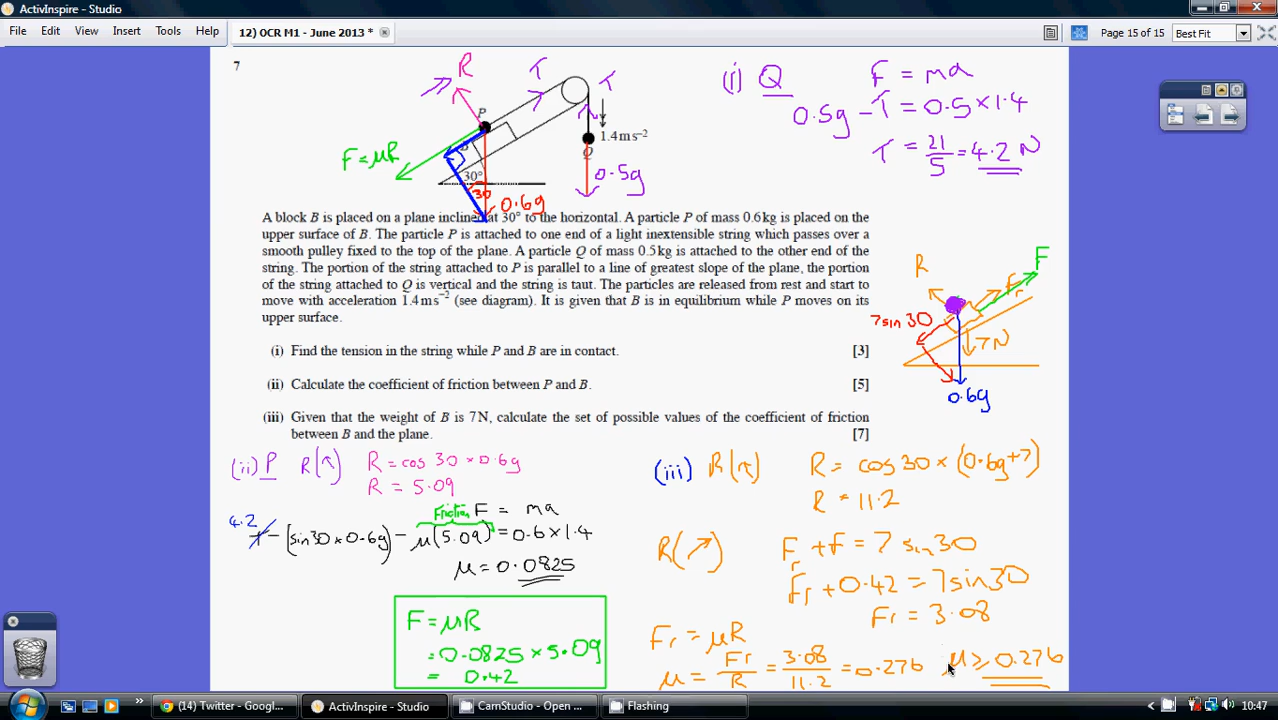 ActivInspire - Studio
File Edit View Insert Tools Help
12) OCR M1 - June 2013 *
Page 15 of 15
Best Fit
7
R
T
T
P
B
30°
30
F = μR
1.4 m s⁻²
Q
0.5g
0.6g
(i) Q F = ma
0.5g - T = 0.5 × 1.4
T = 21/5 = 4.2 N
A block B is placed on a plane inclined at 30° to the horizontal. A particle P of mass 0.6 kg is placed on the
upper surface of B. The particle P is attached to one end of a light inextensible string which passes over a
smooth pulley fixed to the top of the plane. A particle Q of mass 0.5 kg is attached to the other end of the
string. The portion of the string attached to P is parallel to a line of greatest slope of the plane, the portion
of the string attached to Q is vertical and the string is taut. The particles are released from rest and start to
move with acceleration 1.4 m s⁻² (see diagram). It is given that B is in equilibrium while P moves on its
upper surface.
(i) Find the tension in the string while P and B are in contact. [3]
(ii) Calculate the coefficient of friction between P and B. [5]
(iii) Given that the weight of B is 7 N, calculate the set of possible values of the coefficient of friction
between B and the plane. [7]
R
Fr
F
7sin30
7N
0.6g
(ii) P R(↖) R = cos 30 × 0.6g
R = 5.09
Friction F = ma
4.2
T - (sin30 × 0.6g) - μ(5.09) = 0.6 × 1.4
μ = 0.0825
F = μR
= 0.0825 × 5.09
= 0.42
(iii) R(↖) R = cos30 × (0.6g + 7)
R = 11.2
R(↗) Fr + F = 7 sin 30
Fr + 0.42 = 7sin30
Fr = 3.08
Fr = μR
μ = Fr/R = 3.08/11.2 = 0.276 μ ≥ 0.276
(14) Twitter - Googl...
ActivInspire - Studio
CamStudio - Open ...
Flashing
10:47